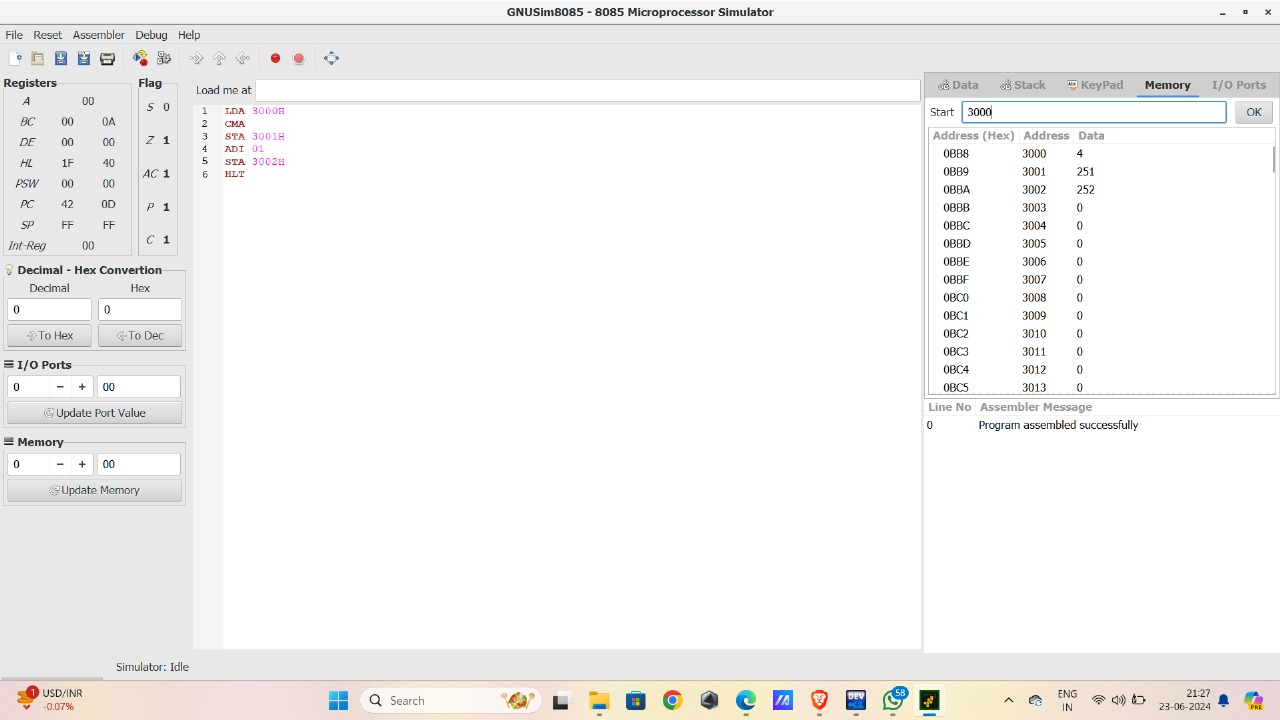 GNUSim8085 - 8085 Microprocessor Simulator
File Reset Assembler Debug Help
Registers
A 00
BC 00 0A
DE 00 00
HL 1F 40
PSW 00 00
PC 42 0D
SP FF FF
Int-Reg 00
Flag
S 0
Z 1
AC 1
P 1
C 1
Decimal - Hex Convertion
Decimal Hex
0 0
To Hex To Dec
I/O Ports
0 − + 00
Update Port Value
Memory
0 − + 00
Update Memory
Load me at
1 LDA 3000H
2 CMA
3 STA 3001H
4 ADI 01
5 STA 3002H
6 HLT
Data Stack KeyPad Memory I/O Ports
Start 3000 OK
Address (Hex) Address Data
0BB8 3000 4
0BB9 3001 251
0BBA 3002 252
0BBB 3003 0
0BBC 3004 0
0BBD 3005 0
0BBE 3006 0
0BBF 3007 0
0BC0 3008 0
0BC1 3009 0
0BC2 3010 0
0BC3 3011 0
0BC4 3012 0
0BC5 3013 0
Line No Assembler Message
0 Program assembled successfully
Simulator: Idle
1 USD/INR
-0.07%
Search
DEV
58
ENG
IN
21:27
23-06-2024
PRE